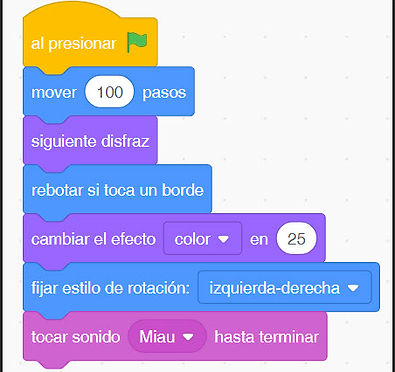 al presionar
mover 100 pasos
siguiente disfraz
rebotar si toca un borde
cambiar el efecto color en 25
fijar estilo de rotación: izquierda-derecha
tocar sonido Miau hasta terminar